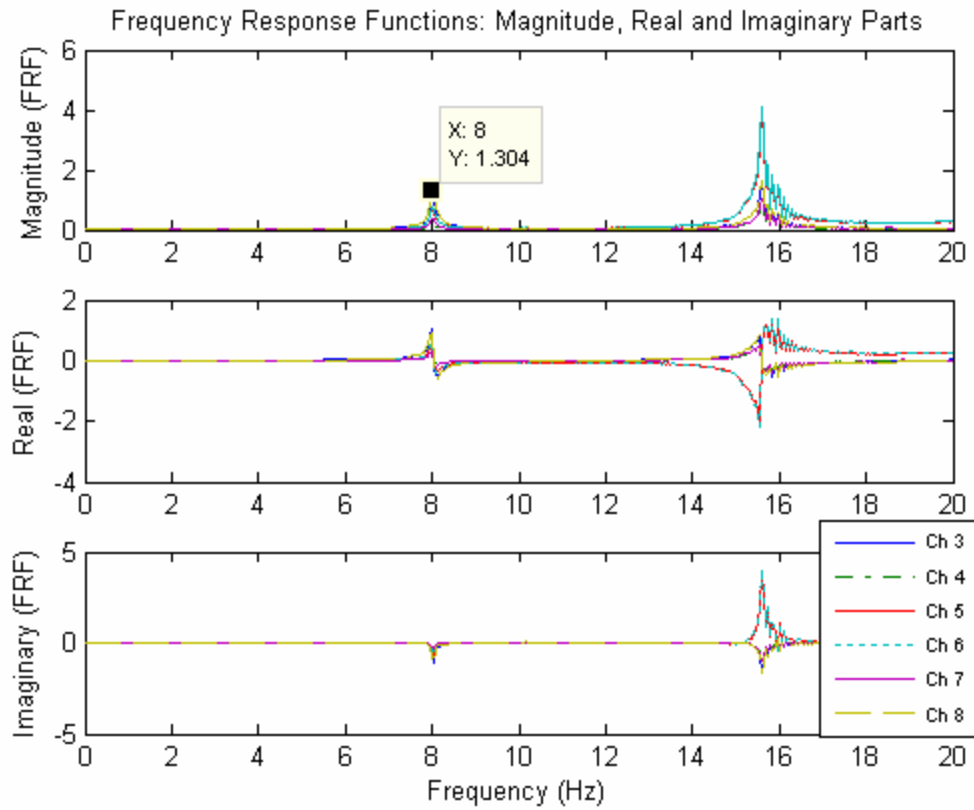 Frequency Response Functions: Magnitude, Real and Imaginary Parts
Magnitude (FRF)
6
4
2
0
X: 8
Y: 1.304
0 2 4 6 8 10 12 14 16 18 20
Real (FRF)
2
0
-2
-4
0 2 4 6 8 10 12 14 16 18 20
Imaginary (FRF)
5
0
-5
Ch 3
Ch 4
Ch 5
Ch 6
Ch 7
Ch 8
0 2 4 6 8 10 12 14 16 18 20
Frequency (Hz)